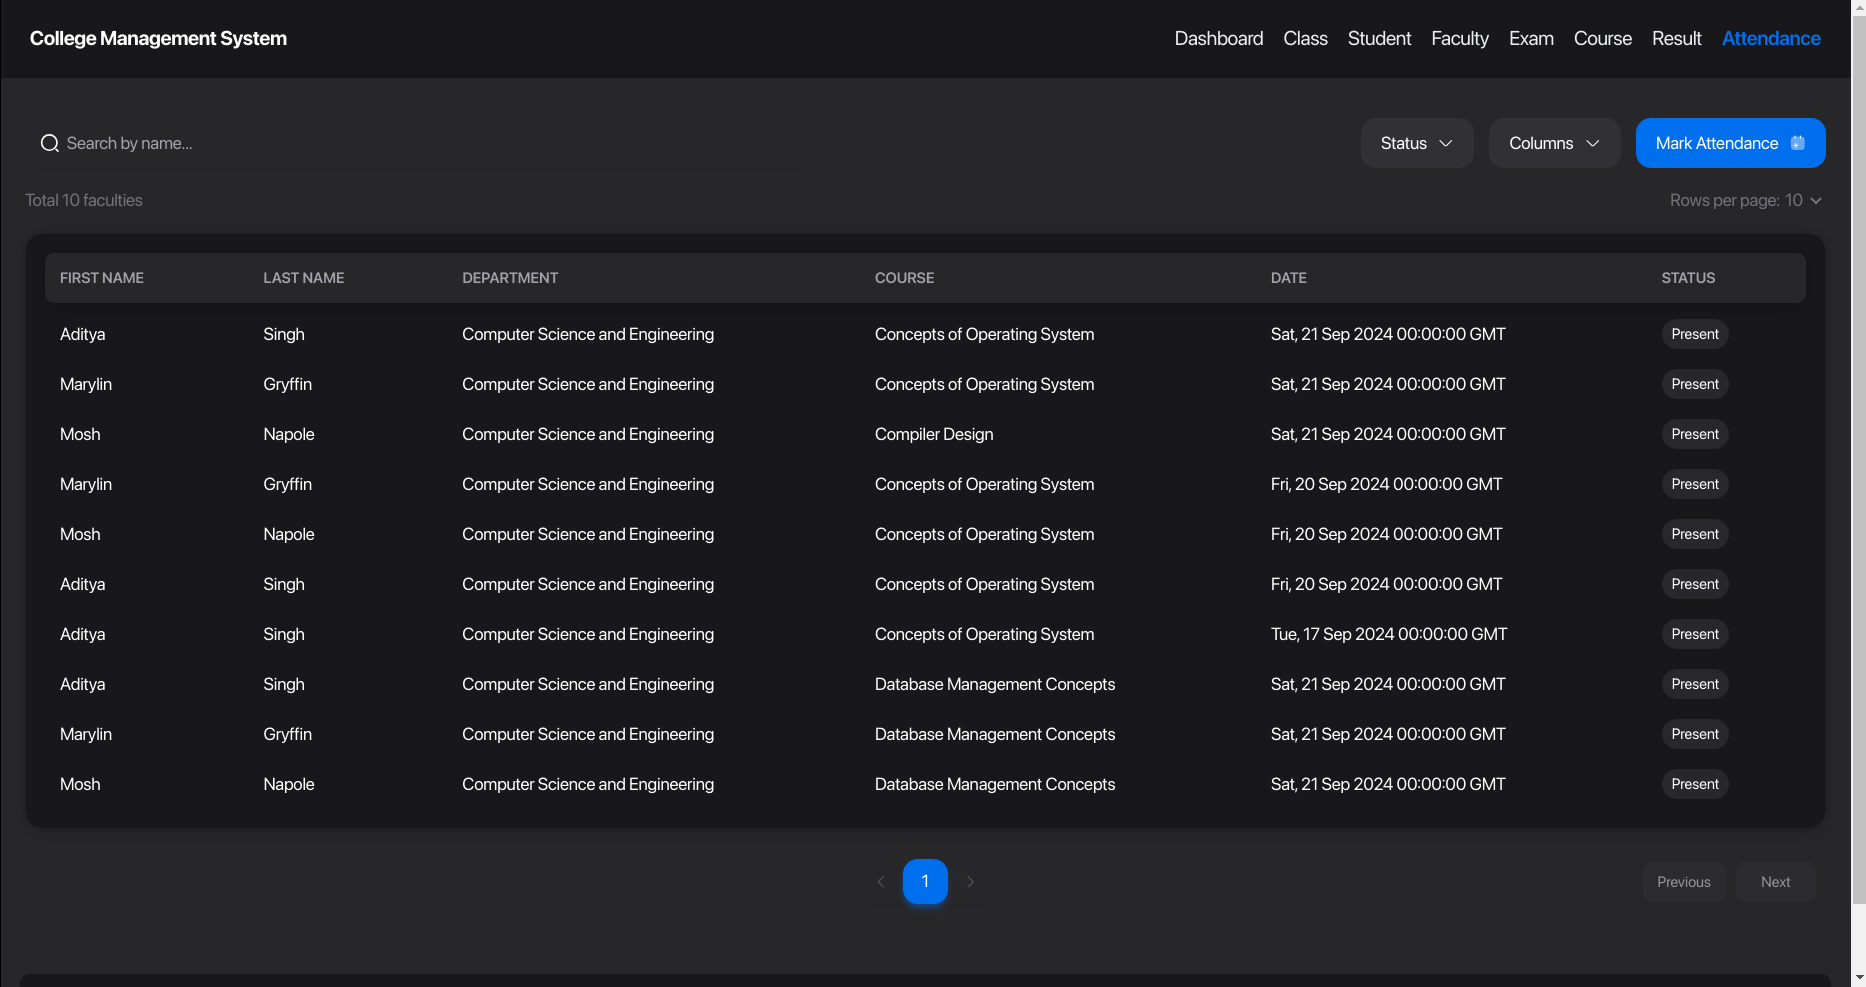 College Management System Dashboard Class Student Faculty Exam Course Result Attendance
Search by name... Status Columns Mark Attendance
Total 10 faculties Rows per page: 10
FIRST NAME LAST NAME DEPARTMENT COURSE DATE STATUS
Aditya Singh Computer Science and Engineering Concepts of Operating System Sat, 21 Sep 2024 00:00:00 GMT Present
Marylin Gryffin Computer Science and Engineering Concepts of Operating System Sat, 21 Sep 2024 00:00:00 GMT Present
Mosh Napole Computer Science and Engineering Compiler Design Sat, 21 Sep 2024 00:00:00 GMT Present
Marylin Gryffin Computer Science and Engineering Concepts of Operating System Fri, 20 Sep 2024 00:00:00 GMT Present
Mosh Napole Computer Science and Engineering Concepts of Operating System Fri, 20 Sep 2024 00:00:00 GMT Present
Aditya Singh Computer Science and Engineering Concepts of Operating System Fri, 20 Sep 2024 00:00:00 GMT Present
Aditya Singh Computer Science and Engineering Concepts of Operating System Tue, 17 Sep 2024 00:00:00 GMT Present
Aditya Singh Computer Science and Engineering Database Management Concepts Sat, 21 Sep 2024 00:00:00 GMT Present
Marylin Gryffin Computer Science and Engineering Database Management Concepts Sat, 21 Sep 2024 00:00:00 GMT Present
Mosh Napole Computer Science and Engineering Database Management Concepts Sat, 21 Sep 2024 00:00:00 GMT Present
1 Previous Next